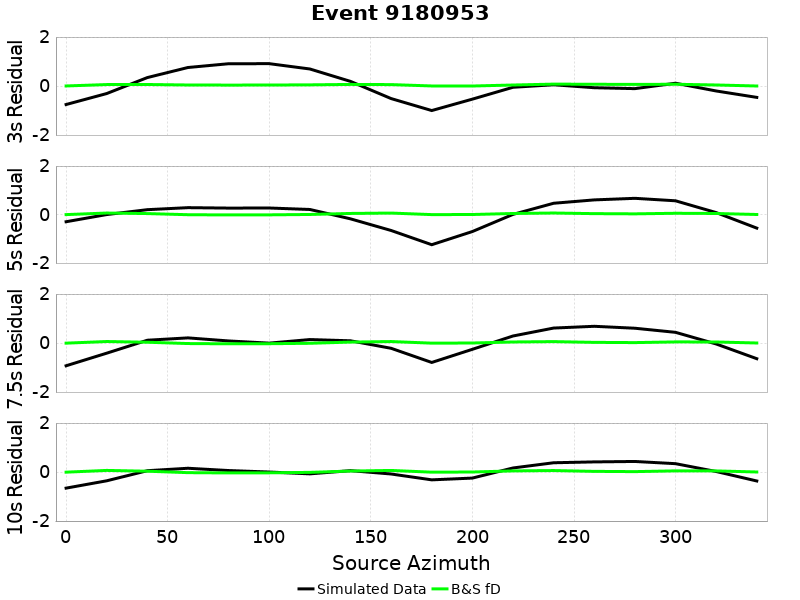 Event 9180953
3s Residual
2
0
-2
5s Residual
2
0
-2
7.5s Residual
2
0
-2
10s Residual
2
0
-2
0 50 100 150 200 250 300
Source Azimuth
Simulated Data B&S fD